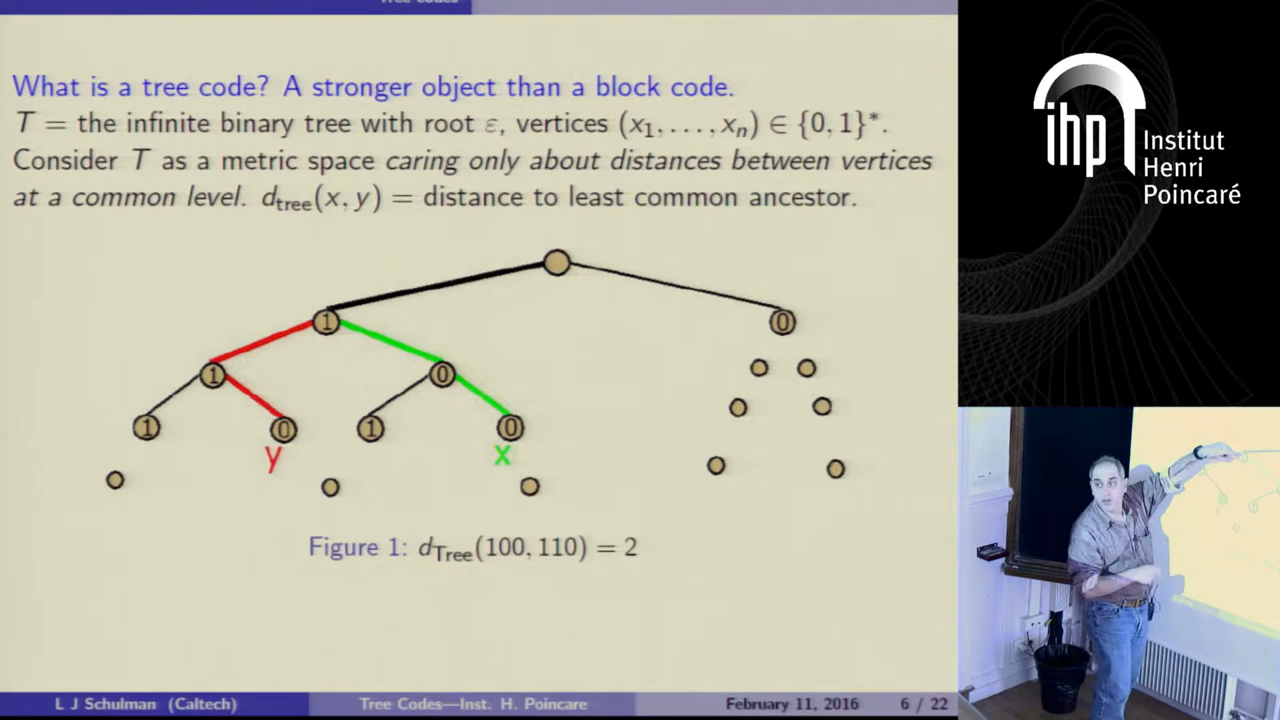 Tree codes
What is a tree code? A stronger object than a block code.
T = the infinite binary tree with root ε, vertices (x₁, . . . , xₙ) ∈ {0, 1}*.
Consider T as a metric space caring only about distances between vertices
at a common level. d_tree(x, y) = distance to least common ancestor.
1
0
1
0
1
0
1
0
y
x
Figure 1: d_Tree(100, 110) = 2
L J Schulman (Caltech)
Tree Codes—Inst. H. Poincare
February 11, 2016
6 / 22
ihp
Institut
Henri
Poincaré